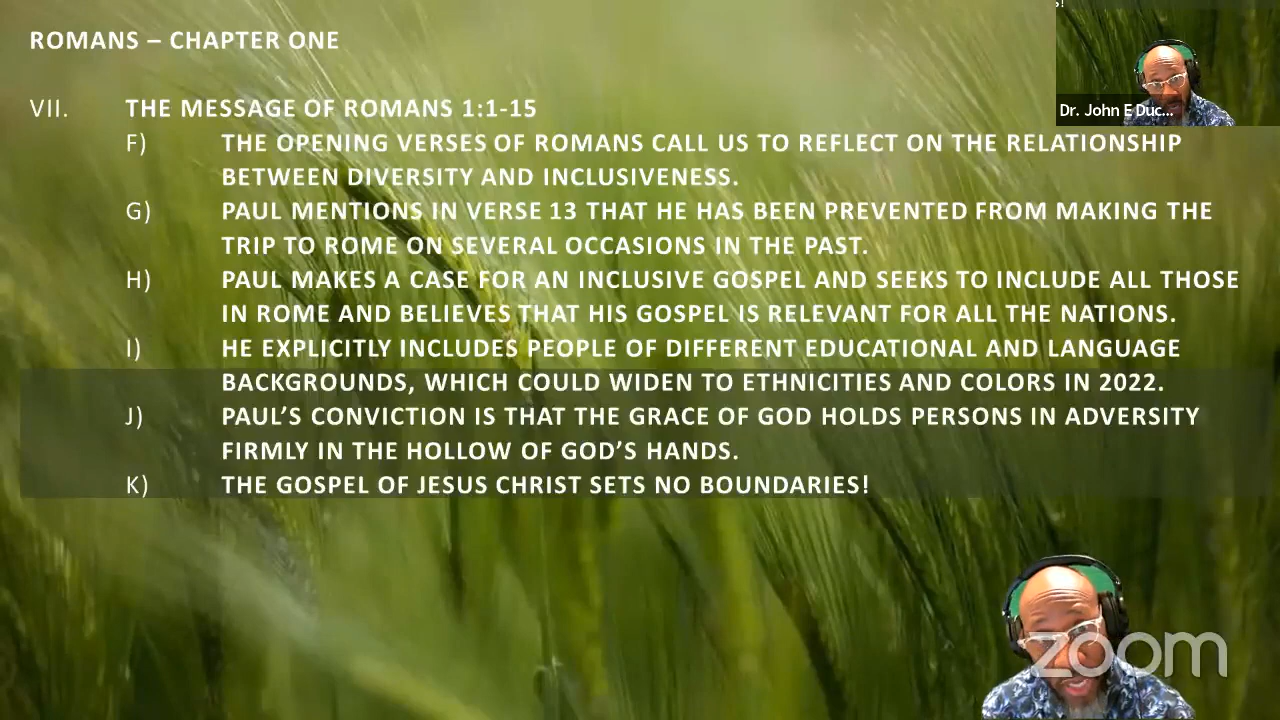 s!
ROMANS – CHAPTER ONE
Dr. John E Duc...
VII. THE MESSAGE OF ROMANS 1:1-15
F) THE OPENING VERSES OF ROMANS CALL US TO REFLECT ON THE RELATIONSHIP
BETWEEN DIVERSITY AND INCLUSIVENESS.
G) PAUL MENTIONS IN VERSE 13 THAT HE HAS BEEN PREVENTED FROM MAKING THE
TRIP TO ROME ON SEVERAL OCCASIONS IN THE PAST.
H) PAUL MAKES A CASE FOR AN INCLUSIVE GOSPEL AND SEEKS TO INCLUDE ALL THOSE
IN ROME AND BELIEVES THAT HIS GOSPEL IS RELEVANT FOR ALL THE NATIONS.
I) HE EXPLICITLY INCLUDES PEOPLE OF DIFFERENT EDUCATIONAL AND LANGUAGE
BACKGROUNDS, WHICH COULD WIDEN TO ETHNICITIES AND COLORS IN 2022.
J) PAUL’S CONVICTION IS THAT THE GRACE OF GOD HOLDS PERSONS IN ADVERSITY
FIRMLY IN THE HOLLOW OF GOD’S HANDS.
K) THE GOSPEL OF JESUS CHRIST SETS NO BOUNDARIES!
zoom